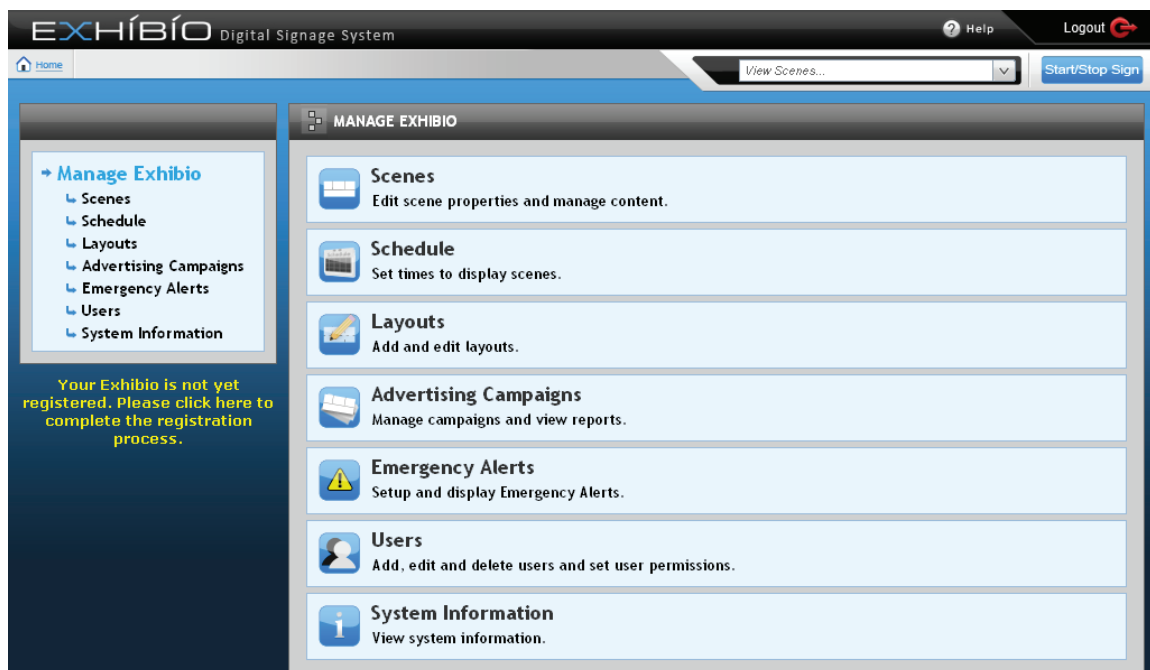 EXHÍBÍO Digital Signage System
Help
Logout
Home
View Scenes...
Start/Stop Sign
Manage Exhibio
Scenes
Schedule
Layouts
Advertising Campaigns
Emergency Alerts
Users
System Information
Your Exhibio is not yet
registered. Please click here to
complete the registration
process.
MANAGE EXHIBIO
Scenes
Edit scene properties and manage content.
Schedule
Set times to display scenes.
Layouts
Add and edit layouts.
Advertising Campaigns
Manage campaigns and view reports.
Emergency Alerts
Setup and display Emergency Alerts.
Users
Add, edit and delete users and set user permissions.
System Information
View system information.